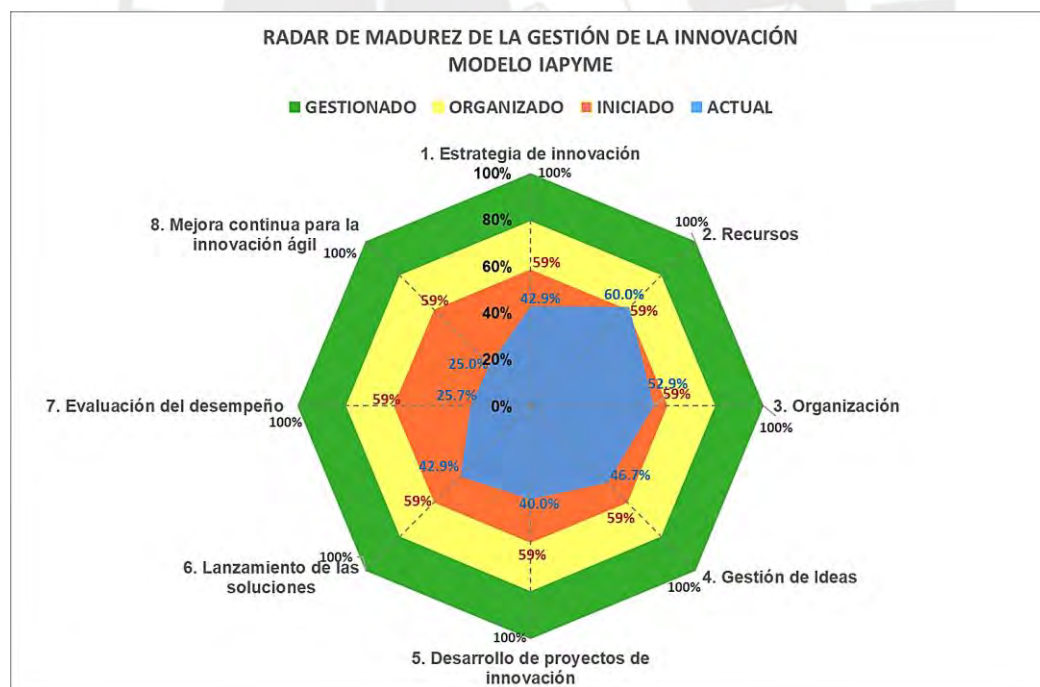 RADAR DE MADUREZ DE LA GESTIÓN DE LA INNOVACIÓN
MODELO IAPYME
GESTIONADO ORGANIZADO INICIADO ACTUAL
1. Estrategia de innovación
100% 100%
8. Mejora continua para la
innovación ágil
100%
80%
100%
2. Recursos
60% 59%
59%
42.9%
60.0%
59%
40%
20%
25.0%
52.9%
7. Evaluación del desempeño
100%
59%
25.7%
0%
59%
3. Organización
100%
42.9%
46.7%
40.0%
59%
59%
59%
6. Lanzamiento de las
soluciones
100%
4. Gestión de Ideas
100%
100%
5. Desarrollo de proyectos de
innovación